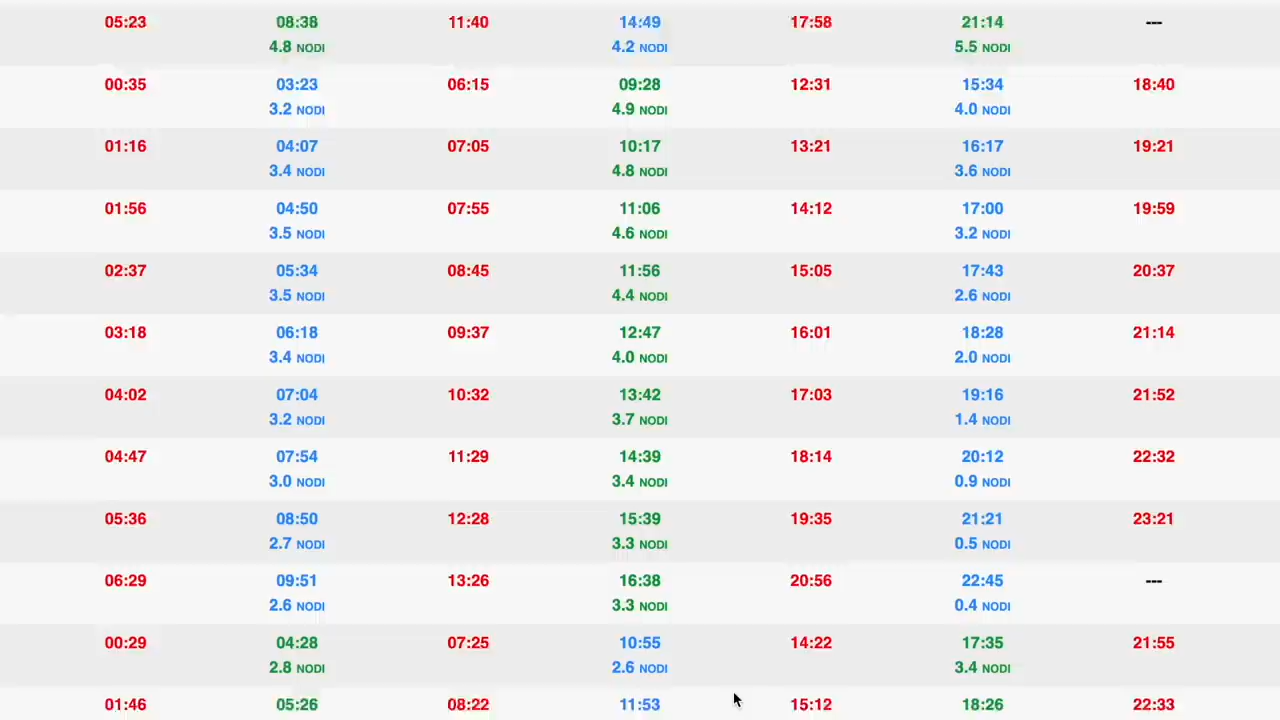 05:23 08:38 11:40 14:49 17:58 21:14 ---
4.8 NODI 4.2 NODI 5.5 NODI
00:35 03:23 06:15 09:28 12:31 15:34 18:40
3.2 NODI 4.9 NODI 4.0 NODI
01:16 04:07 07:05 10:17 13:21 16:17 19:21
3.4 NODI 4.8 NODI 3.6 NODI
01:56 04:50 07:55 11:06 14:12 17:00 19:59
3.5 NODI 4.6 NODI 3.2 NODI
02:37 05:34 08:45 11:56 15:05 17:43 20:37
3.5 NODI 4.4 NODI 2.6 NODI
03:18 06:18 09:37 12:47 16:01 18:28 21:14
3.4 NODI 4.0 NODI 2.0 NODI
04:02 07:04 10:32 13:42 17:03 19:16 21:52
3.2 NODI 3.7 NODI 1.4 NODI
04:47 07:54 11:29 14:39 18:14 20:12 22:32
3.0 NODI 3.4 NODI 0.9 NODI
05:36 08:50 12:28 15:39 19:35 21:21 23:21
2.7 NODI 3.3 NODI 0.5 NODI
06:29 09:51 13:26 16:38 20:56 22:45 ---
2.6 NODI 3.3 NODI 0.4 NODI
00:29 04:28 07:25 10:55 14:22 17:35 21:55
2.8 NODI 2.6 NODI 3.4 NODI
01:46 05:26 08:22 11:53 15:12 18:26 22:33